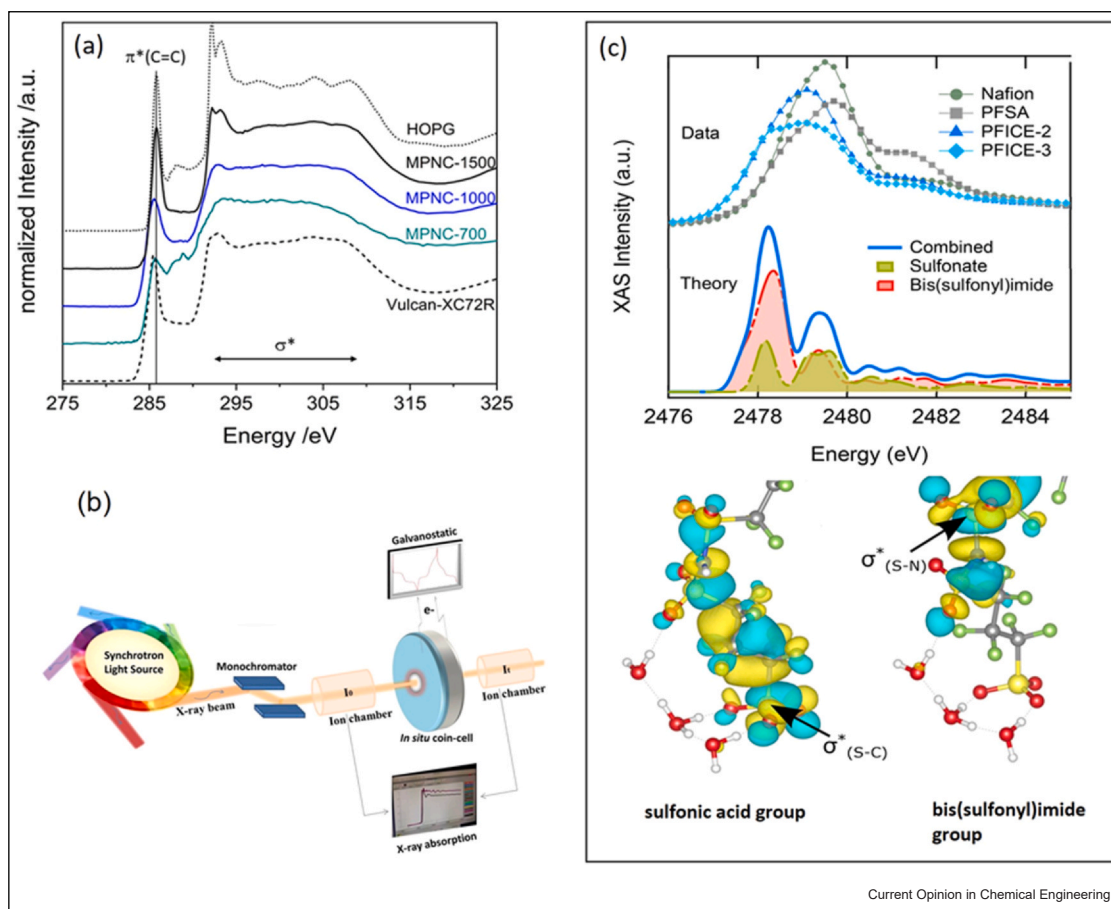 (a)
π*(C=C)
HOPG
MPNC-1500
MPNC-1000
MPNC-700
Vulcan-XC72R
σ*
normalized Intensity /a.u.
275 285 295 305 315 325
Energy /eV
(b)
Galvanostatic
e-
Synchrotron
Light Source
Monochromator
X-ray beam
I₀
Ion chamber
I₁
Ion chamber
In situ coin-cell
X-ray absorption
(c)
Data
Nafion
PFSA
PFICE-2
PFICE-3
Theory
Combined
Sulfonate
Bis(sulfonyl)imide
XAS Intensity (a.u.)
2476 2478 2480 2482 2484
Energy (eV)
σ*(S-N)
σ*(S-C)
sulfonic acid group
bis(sulfonyl)imide
group
Current Opinion in Chemical Engineering